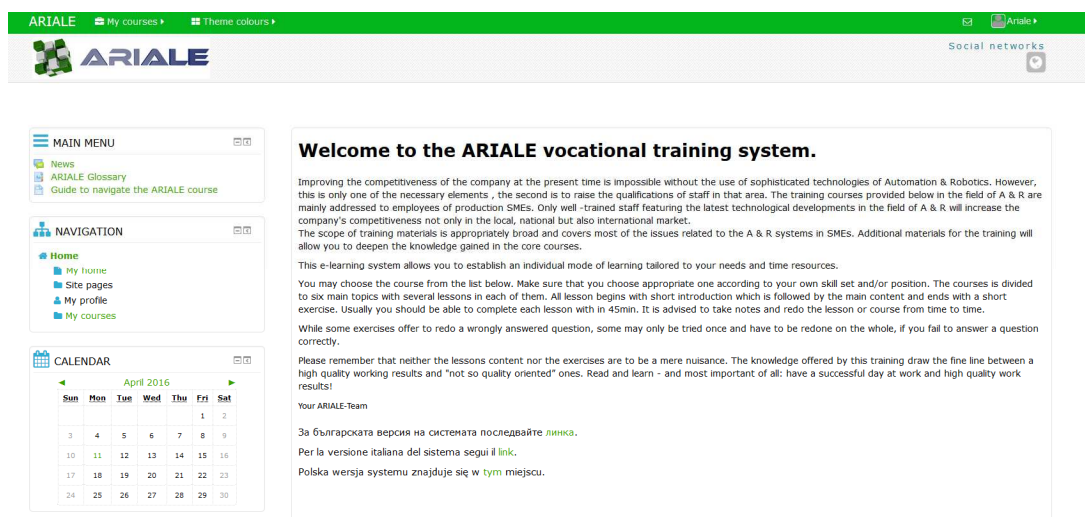 ARIALE My courses Theme colours Ariale
ARIALE
Social networks
MAIN MENU
News
ARIALE Glossary
Guide to navigate the ARIALE course
NAVIGATION
Home
My home
Site pages
My profile
My courses
CALENDAR
April 2016
Sun Mon Tue Wed Thu Fri Sat
1 2
3 4 5 6 7 8 9
10 11 12 13 14 15 16
17 18 19 20 21 22 23
24 25 26 27 28 29 30
Welcome to the ARIALE vocational training system.
Improving the competitiveness of the company at the present time is impossible without the use of sophisticated technologies of Automation & Robotics. However,
this is only one of the necessary elements , the second is to raise the qualifications of staff in that area. The training courses provided below in the field of A & R are
mainly addressed to employees of production SMEs. Only well -trained staff featuring the latest technological developments in the field of A & R will increase the
company's competitiveness not only in the local, national but also international market.
The scope of training materials is appropriately broad and covers most of the issues related to the A & R systems in SMEs. Additional materials for the training will
allow you to deepen the knowledge gained in the core courses.
This e-learning system allows you to establish an individual mode of learning tailored to your needs and time resources.
You may choose the course from the list below. Make sure that you choose appropriate one according to your own skill set and/or position. The courses is divided
to six main topics with several lessons in each of them. All lesson begins with short introduction which is followed by the main content and ends with a short
exercise. Usually you should be able to complete each lesson with in 45min. It is advised to take notes and redo the lesson or course from time to time.
While some exercises offer to redo a wrongly answered question, some may only be tried once and have to be redone on the whole, if you fail to answer a question
correctly.
Please remember that neither the lessons content nor the exercises are to be a mere nuisance. The knowledge offered by this training draw the fine line between a
high quality working results and "not so quality oriented” ones. Read and learn - and most important of all: have a successful day at work and high quality work
results!
Your ARIALE-Team
За българската версия на системата последвайте линка.
Per la versione italiana del sistema segui il link.
Polska wersja systemu znajduje się w tym miejscu.